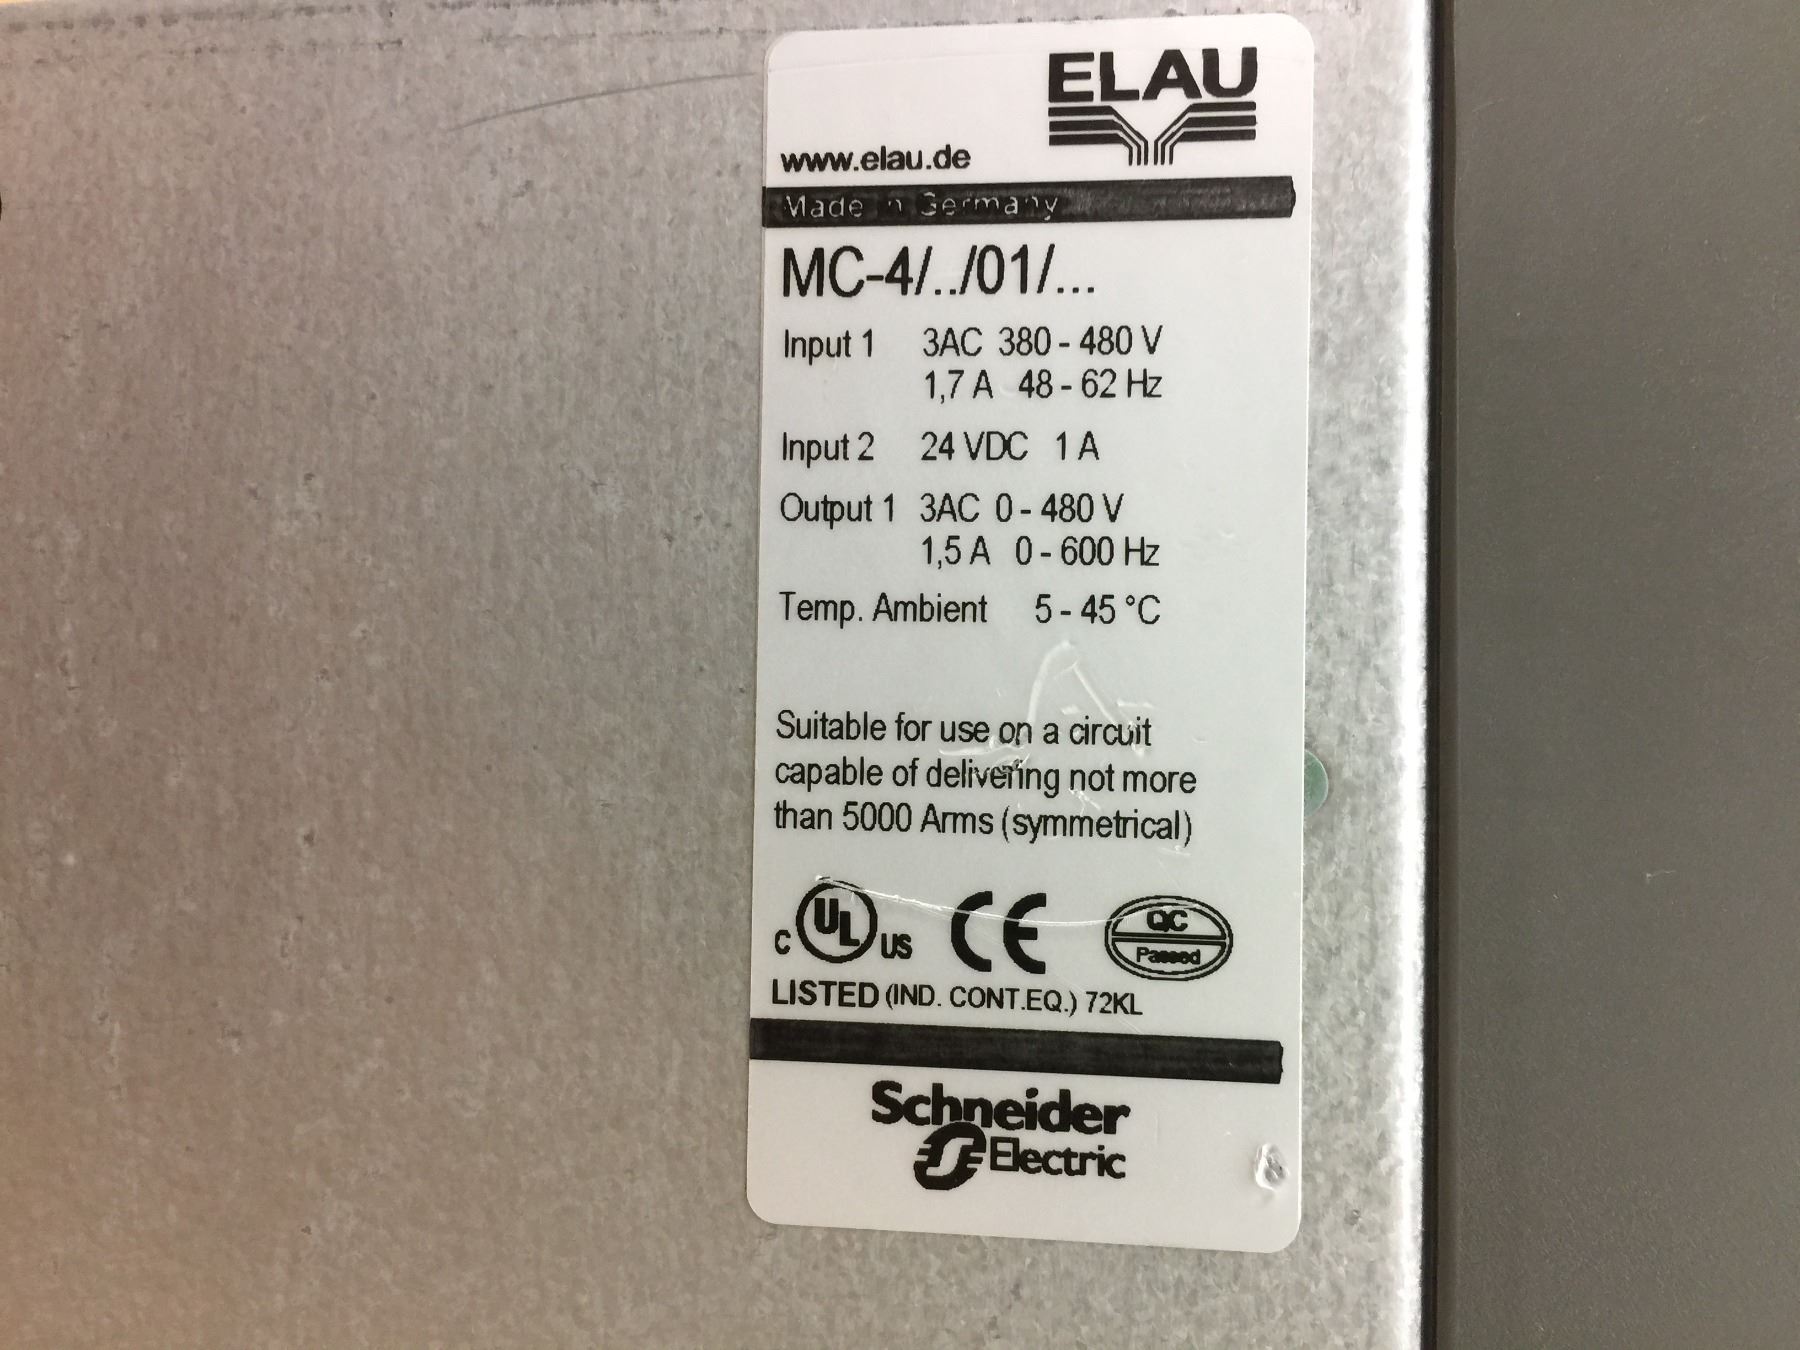 ELAU
www.elau.de
Made in Germany
MC-4/../01/...
Input 1 3AC 380 - 480 V
1,7 A 48 - 62 Hz
Input 2 24 VDC 1 A
Output 1 3AC 0 - 480 V
1,5 A 0 - 600 Hz
Temp. Ambient 5 - 45 °C
Suitable for use on a circuit
capable of delivering not more
than 5000 Arms (symmetrical)
C UL US CE QC
Passed
LISTED (IND. CONT.EQ.) 72KL
Schneider
Electric